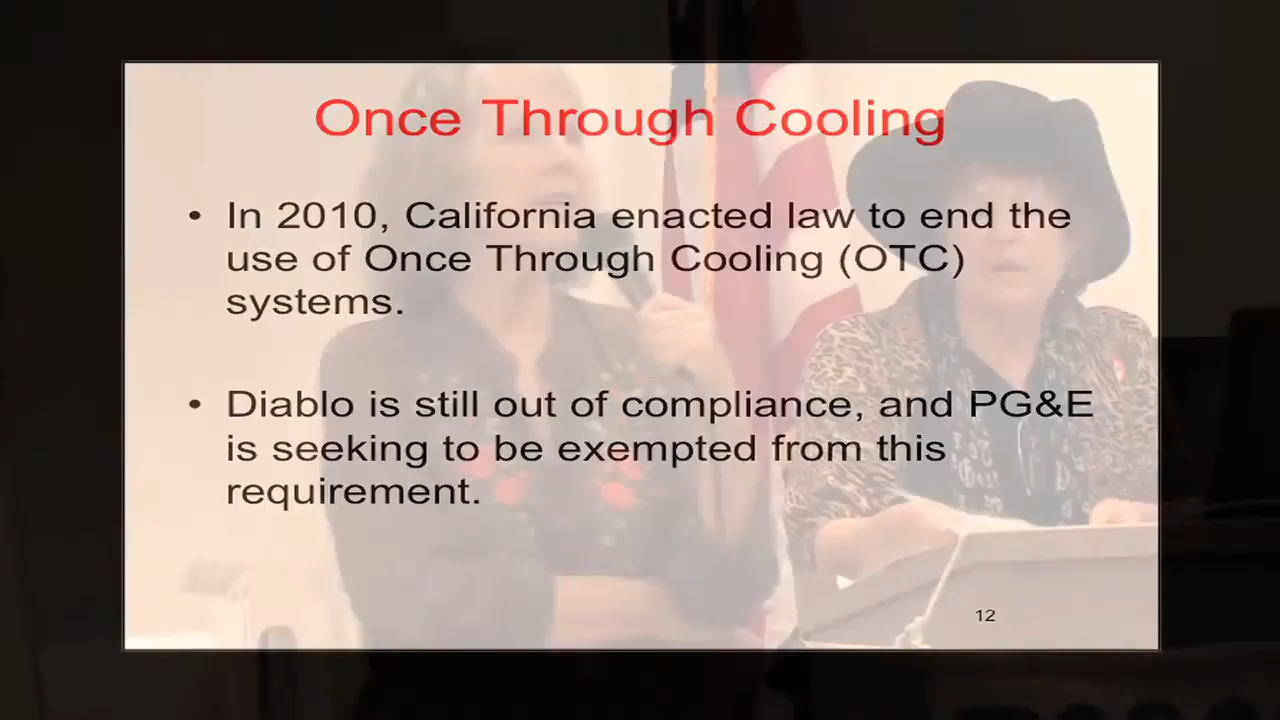 Once Through Cooling
• In 2010, California enacted law to end the
use of Once Through Cooling (OTC)
systems.
• Diablo is still out of compliance, and PG&E
is seeking to be exempted from this
requirement.
12